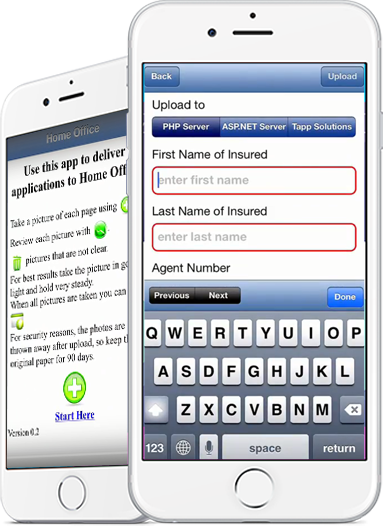 Home Office
Use this app to deliver
applications to Home Off
Take a picture of each page using
Review each picture with
pictures that are not clear.
For best results take the picture in go
light and hold very steady.
When all pictures are taken you can
For security reasons, the photos are
thrown away after upload, so keep th
original paper for 90 days.
Start Here
Version 0.2
Back
Upload
Upload to
PHP Server ASP.NET Server Tapp Solutions
First Name of Insured
enter first name
Last Name of Insured
enter last name
Agent Number
Previous Next Done
Q W E R T Y U I O P
A S D F G H J K L
Z X C V B N M
123 space return